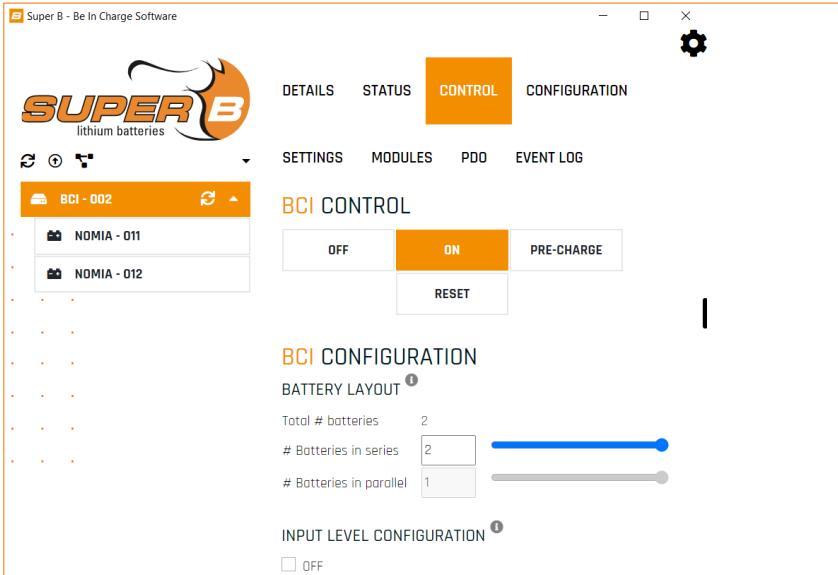 Super B - Be In Charge Software
SUPER B
lithium batteries
DETAILS STATUS CONTROL CONFIGURATION
SETTINGS MODULES PDO EVENT LOG
BCI - 002
NOMIA - 011
NOMIA - 012
BCI CONTROL
OFF ON PRE-CHARGE
RESET
BCI CONFIGURATION
BATTERY LAYOUT
Total # batteries 2
# Batteries in series 2
# Batteries in parallel 1
INPUT LEVEL CONFIGURATION
OFF